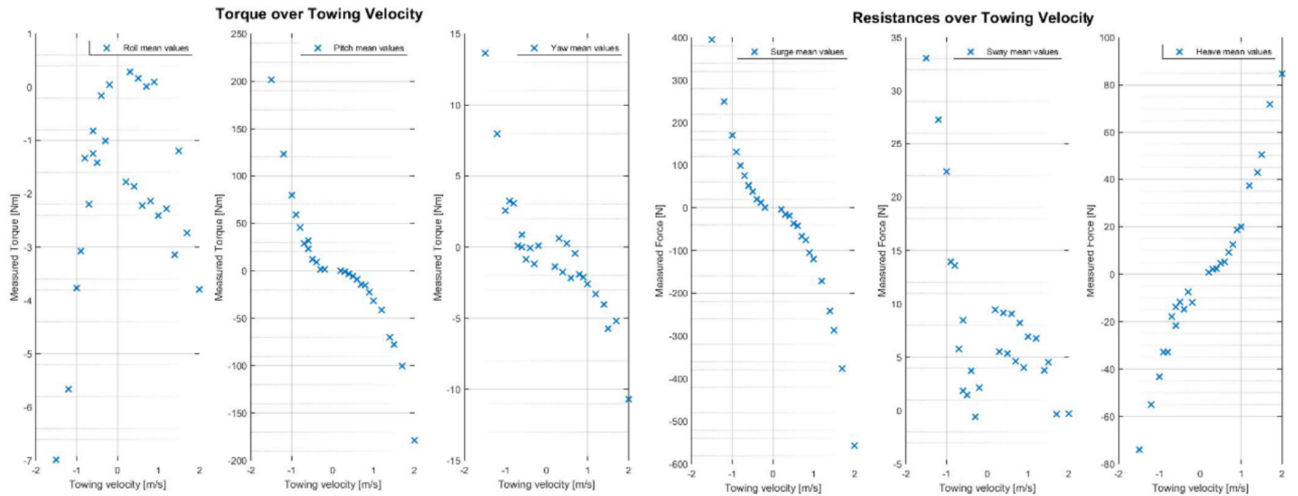 Torque over Towing Velocity
Roll mean values
1
0
-1
-2
-3
-4
-5
-6
-7
Measured Torque [Nm]
-2 -1 0 1 2
Towing velocity [m/s]
Pitch mean values
250
200
150
100
50
0
-50
-100
-150
-200
Measured Torque [Nm]
-2 -1 0 1 2
Towing velocity [m/s]
Yaw mean values
15
10
5
0
-5
-10
-15
Measured Torque [Nm]
-2 -1 0 1 2
Towing velocity [m/s]
Resistances over Towing Velocity
Surge mean values
400
300
200
100
0
-100
-200
-300
-400
-500
-600
Measured Force [N]
-2 -1 0 1 2
Towing velocity [m/s]
Sway mean values
35
30
25
20
15
10
5
0
-5
Measured Force [N]
-2 -1 0 1 2
Towing velocity [m/s]
Heave mean values
100
80
60
40
20
0
-20
-40
-60
-80
Measured Force [N]
-2 -1 0 1 2
Towing velocity [m/s]